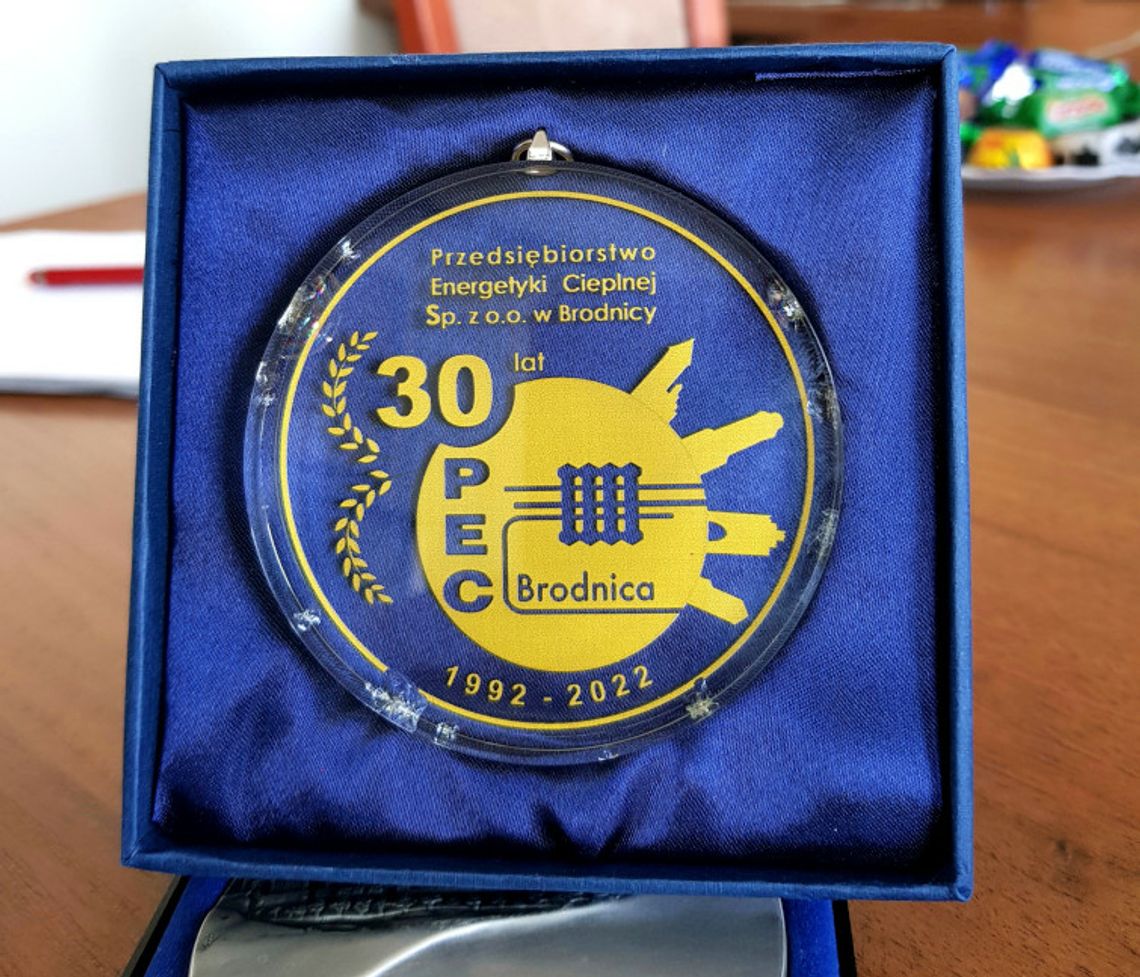 Przedsiębiorstwo
Energetyki Cieplnej
Sp. z o.o. w Brodnicy
30 lat
PEC
Brodnica
1992 - 2022